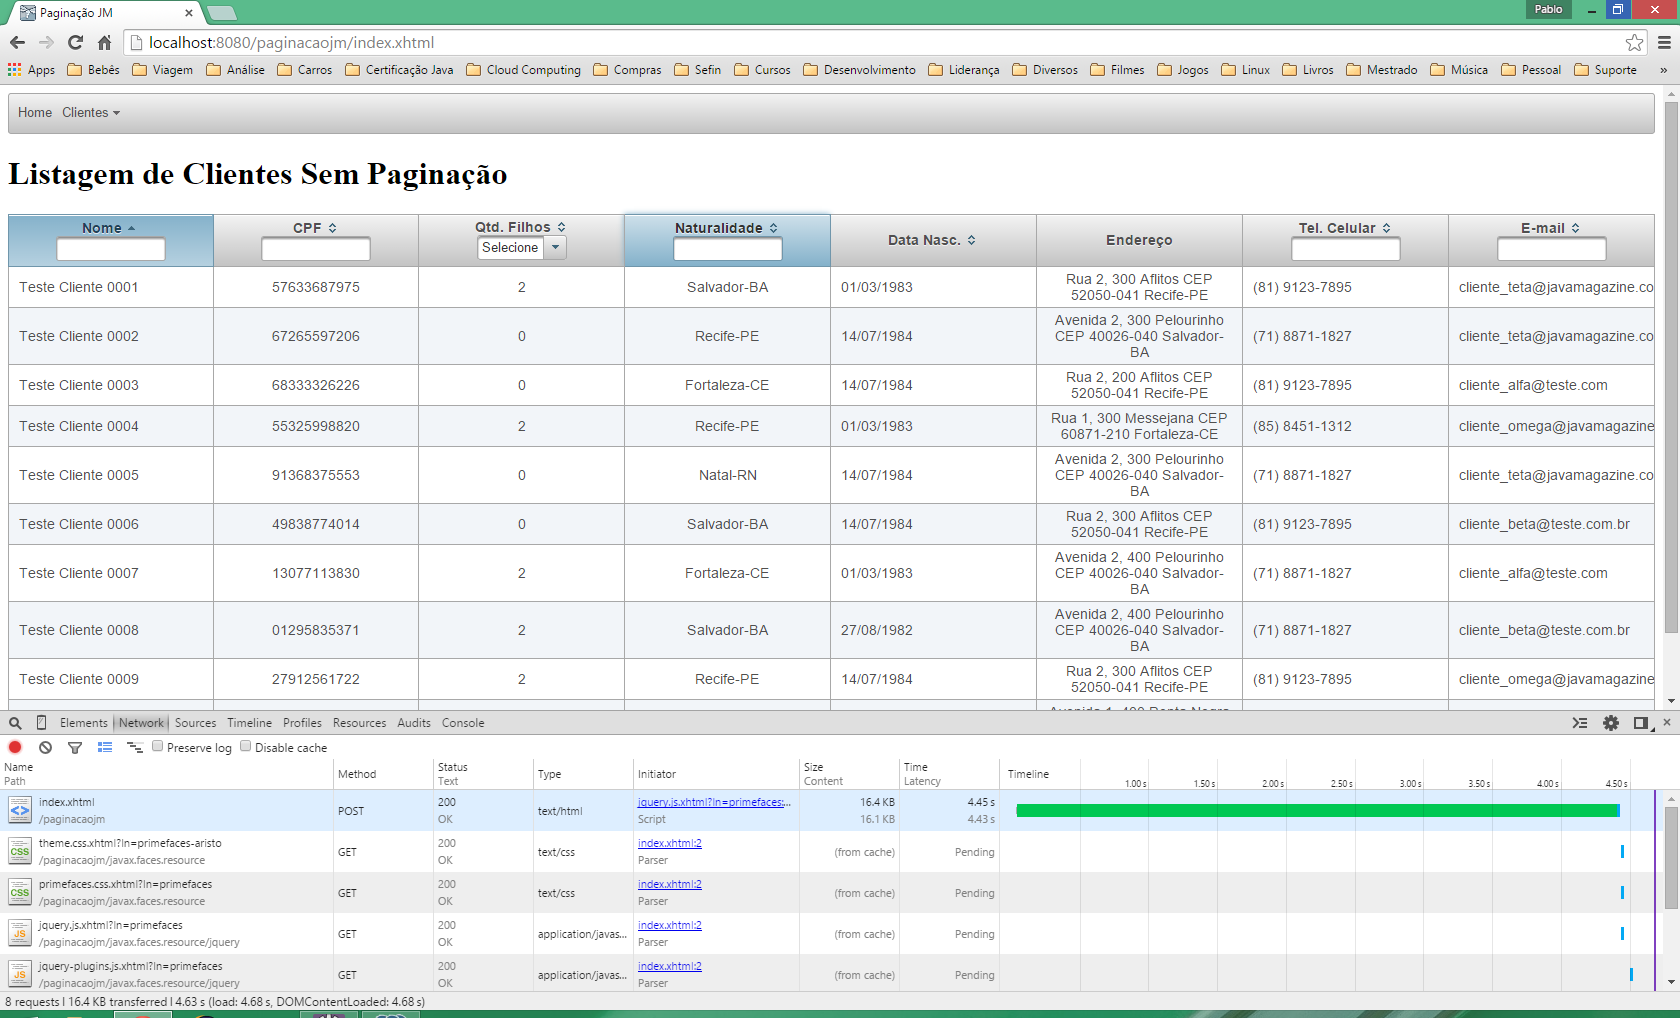 Paginação JM
Pablo
localhost:8080/paginacaojm/index.xhtml
Apps Bebês Viagem Análise Carros Certificação Java Cloud Computing Compras Sefin Cursos Desenvolvimento Liderança Diversos Filmes Jogos Linux Livros Mestrado Música Pessoal Suporte »
Home Clientes
Listagem de Clientes Sem Paginação
Nome CPF Qtd. Filhos Naturalidade Data Nasc. Endereço Tel. Celular E-mail
Selecione
Teste Cliente 0001 57633687975 2 Salvador-BA 01/03/1983 Rua 2, 300 Aflitos CEP (81) 9123-7895 cliente_teta@javamagazine.co
52050-041 Recife-PE
Teste Cliente 0002 67265597206 0 Recife-PE 14/07/1984 Avenida 2, 300 Pelourinho (71) 8871-1827 cliente_teta@javamagazine.co
CEP 40026-040 Salvador-
BA
Teste Cliente 0003 68333326226 0 Fortaleza-CE 14/07/1984 Rua 2, 200 Aflitos CEP (81) 9123-7895 cliente_alfa@teste.com
52050-041 Recife-PE
Teste Cliente 0004 55325998820 2 Recife-PE 01/03/1983 Rua 1, 300 Messejana CEP (85) 8451-1312 cliente_omega@javamagazine
60871-210 Fortaleza-CE
Teste Cliente 0005 91368375553 0 Natal-RN 14/07/1984 Avenida 2, 300 Pelourinho (71) 8871-1827 cliente_teta@javamagazine.co
CEP 40026-040 Salvador-
BA
Teste Cliente 0006 49838774014 0 Salvador-BA 14/07/1984 Rua 2, 300 Aflitos CEP (81) 9123-7895 cliente_beta@teste.com.br
52050-041 Recife-PE
Teste Cliente 0007 13077113830 2 Fortaleza-CE 01/03/1983 Avenida 2, 400 Pelourinho (71) 8871-1827 cliente_alfa@teste.com
CEP 40026-040 Salvador-
BA
Teste Cliente 0008 01295835371 2 Salvador-BA 27/08/1982 Avenida 2, 400 Pelourinho (71) 8871-1827 cliente_beta@teste.com.br
CEP 40026-040 Salvador-
BA
Teste Cliente 0009 27912561722 2 Recife-PE 14/07/1984 Rua 2, 300 Aflitos CEP (81) 9123-7895 cliente_omega@javamagazine
52050-041 Recife-PE
Avenida 1, 400 Ponta Negra
Elements Network Sources Timeline Profiles Resources Audits Console
Preserve log Disable cache
Name Method Status Type Initiator Size Time Timeline
Path Text Content Latency
1.00 s 1.50 s 2.00 s 2.50 s 3.00 s 3.50 s 4.00 s 4.50 s
index.xhtml POST 200 text/html jquery.js.xhtml?ln=primefaces:... 16.4 KB 4.45 s
/paginacaojm OK Script 16.1 KB 4.43 s
theme.css.xhtml?ln=primefaces-aristo GET 200 text/css index.xhtml:2 (from cache) Pending
/paginacaojm/javax.faces.resource OK Parser
primefaces.css.xhtml?ln=primefaces GET 200 text/css index.xhtml:2 (from cache) Pending
/paginacaojm/javax.faces.resource OK Parser
jquery.js.xhtml?ln=primefaces GET 200 application/javas... index.xhtml:2 (from cache) Pending
/paginacaojm/javax.faces.resource/jquery OK Parser
jquery-plugins.js.xhtml?ln=primefaces GET 200 application/javas... index.xhtml:2 (from cache) Pending
/paginacaojm/javax.faces.resource/jquery OK Parser
8 requests | 16.4 KB transferred | 4.63 s (load: 4.68 s, DOMContentLoaded: 4.68 s)